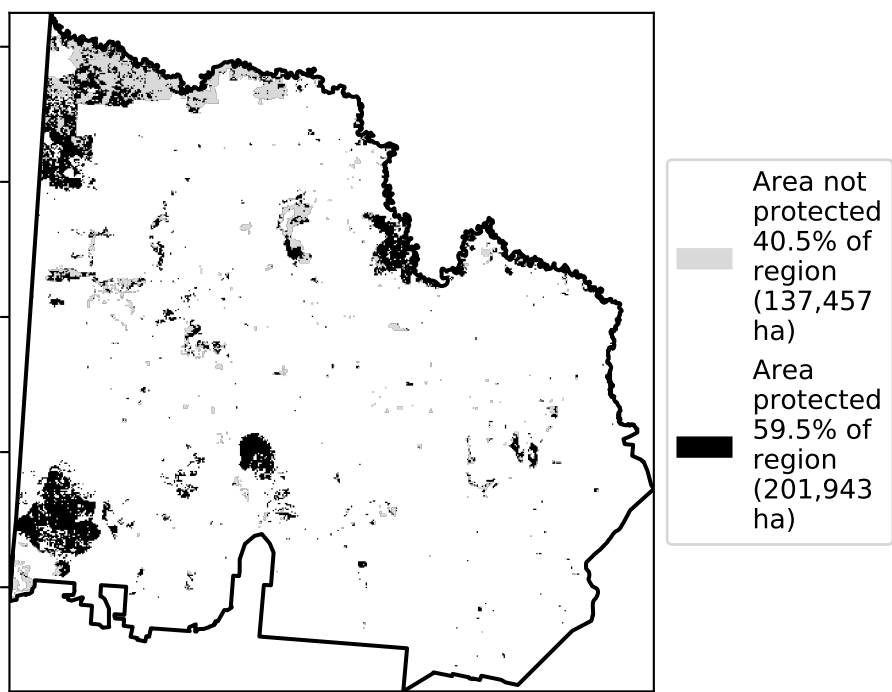 Area not
protected
40.5% of
region
(137,457
ha)
Area
protected
59.5% of
region
(201,943
ha)